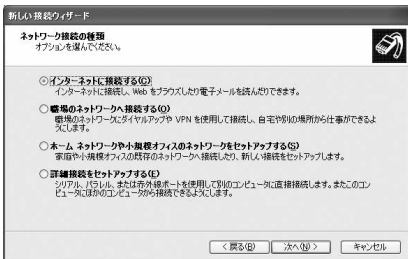 新しい接続ウィザード
ネットワーク接続の種類
オプションを選んでください。
インターネットに接続する(C)
インターネットに接続し、Web をブラウズしたり電子メールを読んだりできます。
職場のネットワークへ接続する(O)
職場のネットワークにダイヤルアップや VPN を使用して接続し、自宅や別の場所から仕事ができるよ
うにします。
ホーム ネットワークや小規模オフィスのネットワークをセットアップする(S)
家庭や小規模オフィスの既存のネットワークへ接続したり、新しい接続をセットアップします。
詳細接続をセットアップする(E)
シリアル、パラレル、または赤外線ポートを使用して別のコンピュータに直接接続します。またこのコン
ピュータにほかのコンピュータから接続できるようにします。
< 戻る(B)
次へ(N) >
キャンセル